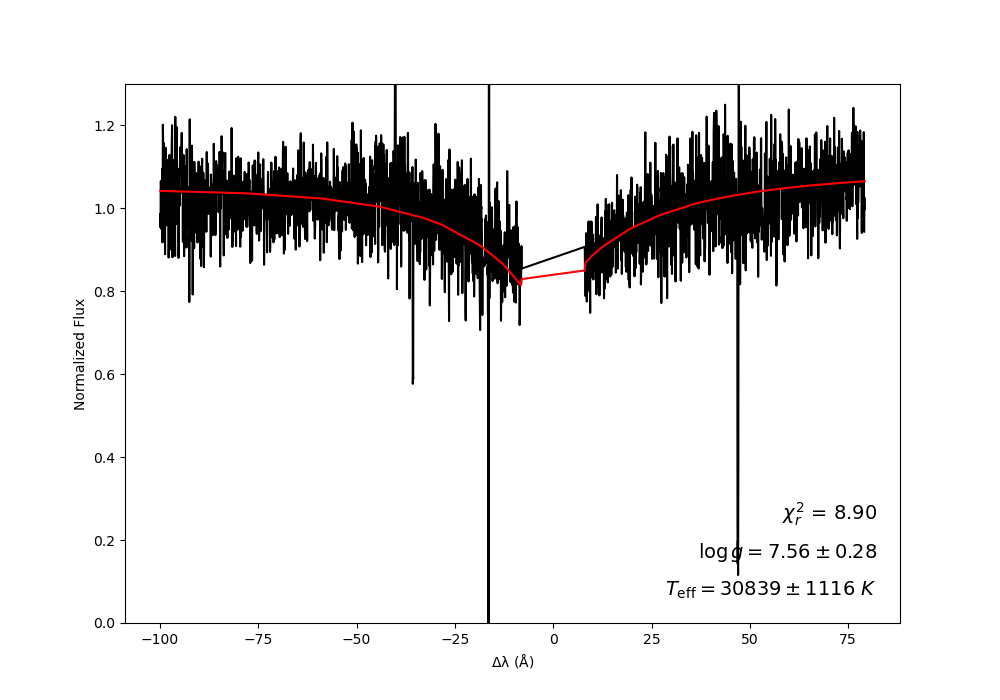 Normalized Flux
1.2
1.0
0.8
0.6
0.4
0.2
0.0
χ²ᵣ = 8.90
log g = 7.56 ± 0.28
T_eff = 30839 ± 1116 K
−100 −75 −50 −25 0 25 50 75
Δλ (Å)